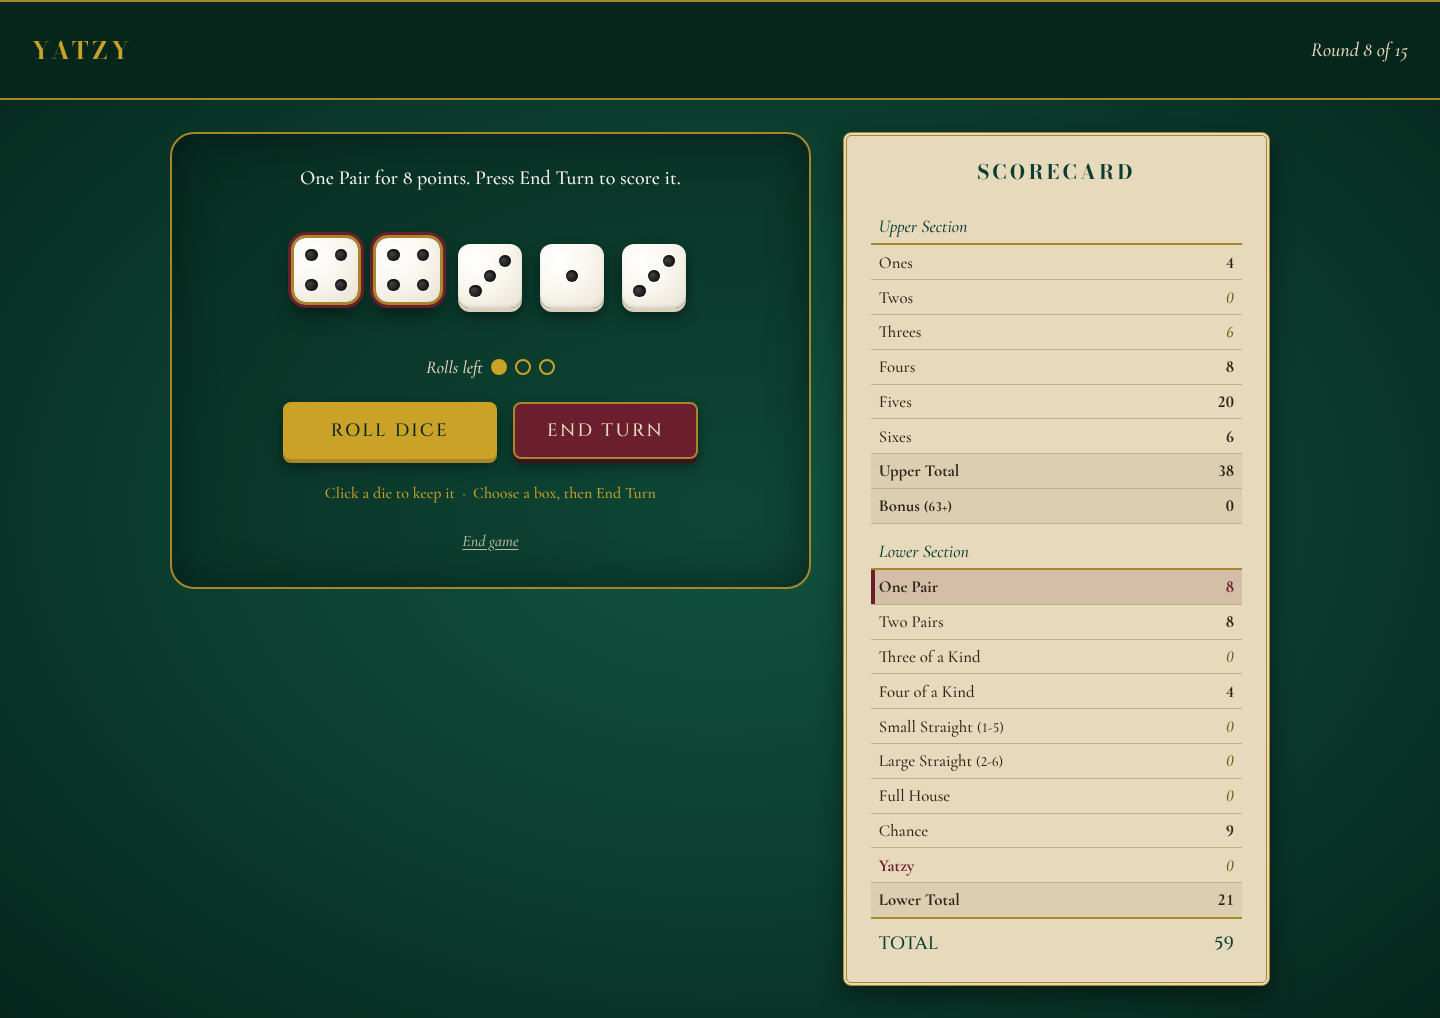 YATZY
Round 8 of 15
One Pair for 8 points. Press End Turn to score it.
Rolls left
ROLL DICE
END TURN
Click a die to keep it · Choose a box, then End Turn
End game
SCORECARD
Upper Section
Ones 4
Twos 0
Threes 6
Fours 8
Fives 20
Sixes 6
Upper Total 38
Bonus (63+) 0
Lower Section
One Pair 8
Two Pairs 8
Three of a Kind 0
Four of a Kind 4
Small Straight (1-5) 0
Large Straight (2-6) 0
Full House 0
Chance 9
Yatzy 0
Lower Total 21
TOTAL 59